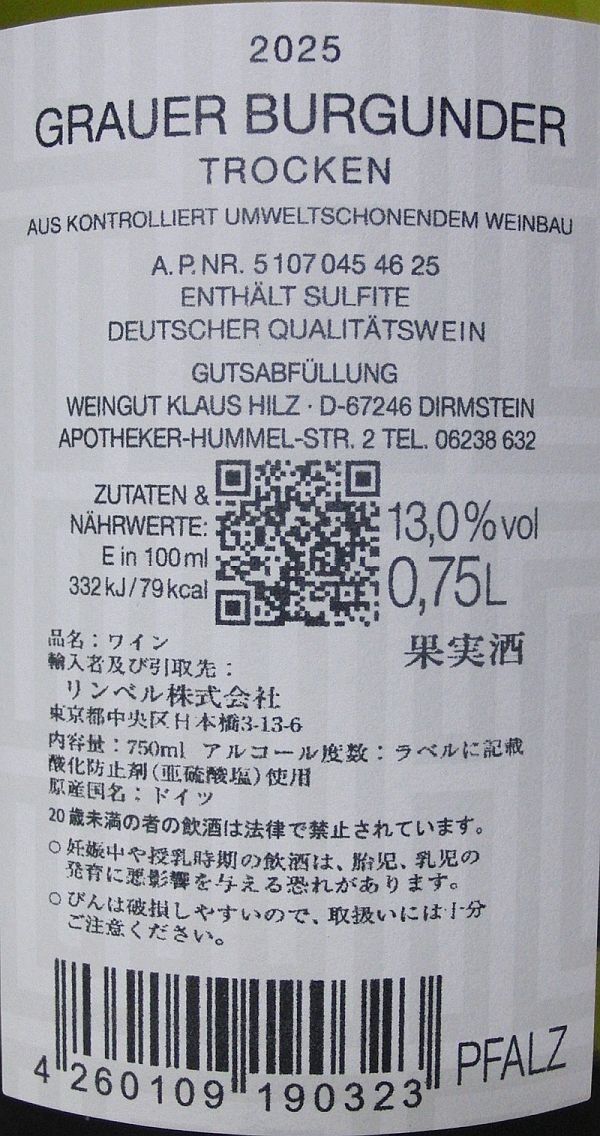 2025
GRAUER BURGUNDER
TROCKEN
AUS KONTROLLIERT UMWELTSCHONENDEM WEINBAU
A. P. NR. 5 107 045 46 25
ENTHÄLT SULFITE
DEUTSCHER QUALITÄTSWEIN
GUTSABFÜLLUNG
WEINGUT KLAUS HILZ · D-67246 DIRMSTEIN
APOTHEKER-HUMMEL-STR. 2 TEL. 06238 632
ZUTATEN &
NÄHRWERTE:
E in 100 ml
332 kJ / 79 kcal
13,0 % vol
0,75 L
果実酒
品名：ワイン
輸入者及び引取先：
リンベル株式会社
東京都中央区日本橋3-13-6
内容量：750ml アルコール度数：ラベルに記載
酸化防止剤(亜硫酸塩)使用
原産国名：ドイツ
20歳未満の者の飲酒は法律で禁止されています。
○妊娠中や授乳時期の飲酒は、胎児、乳児の
発育に悪影響を与える恐れがあります。
○びんは破損しやすいので、取扱いには十分
ご注意ください。
4 260109 190323
PFALZ